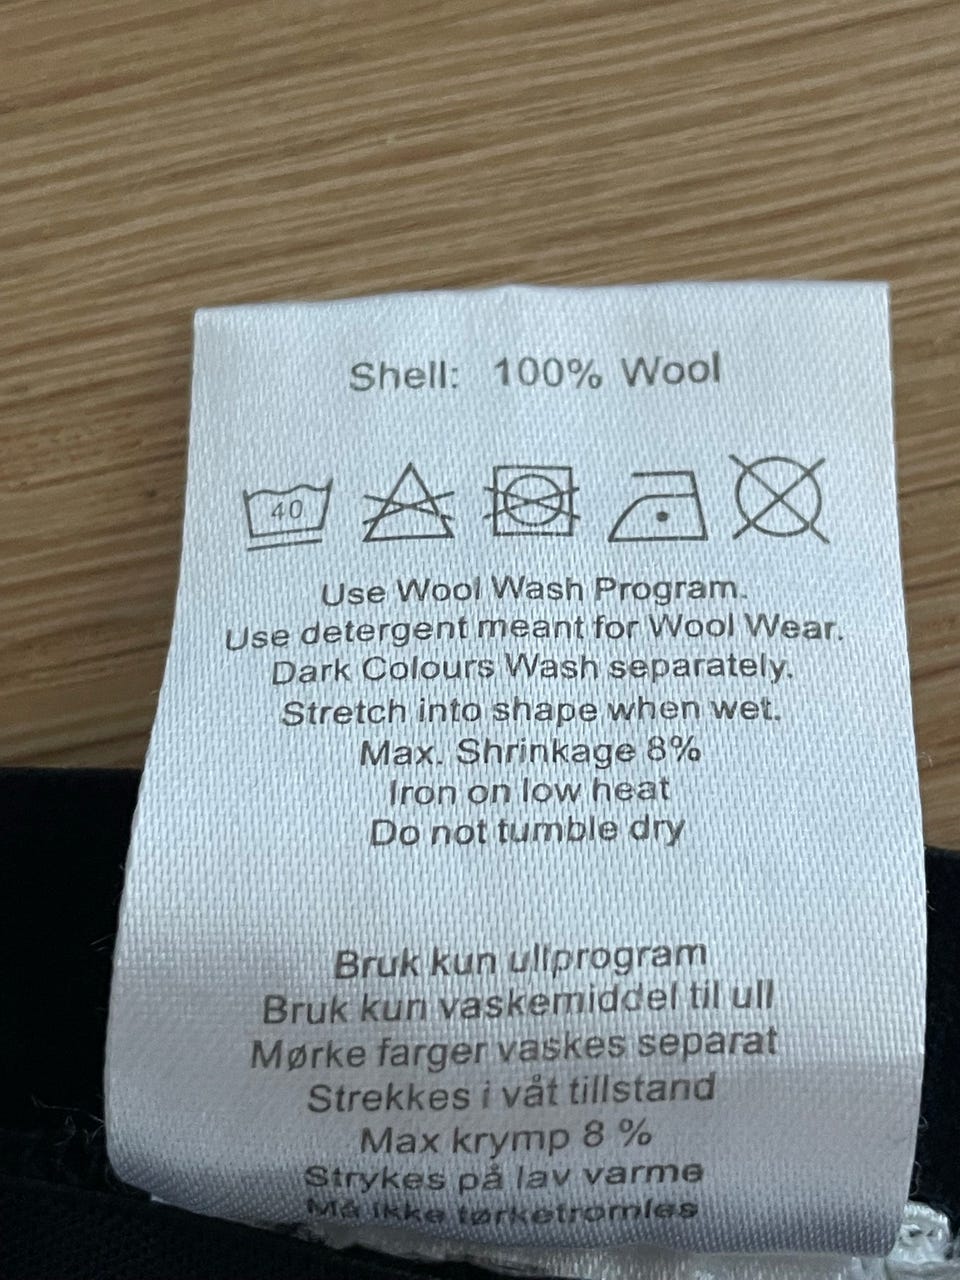 Shell: 100% Wool
40
Use Wool Wash Program.
Use detergent meant for Wool Wear.
Dark Colours Wash separately.
Stretch into shape when wet.
Max. Shrinkage 8%
Iron on low heat
Do not tumble dry
Bruk kun ullprogram
Bruk kun vaskemiddel til ull
Mørke farger vaskes separat
Strekkes i våt tillstand
Max krymp 8 %
Strykes på lav varme
Må ikke tørketromles